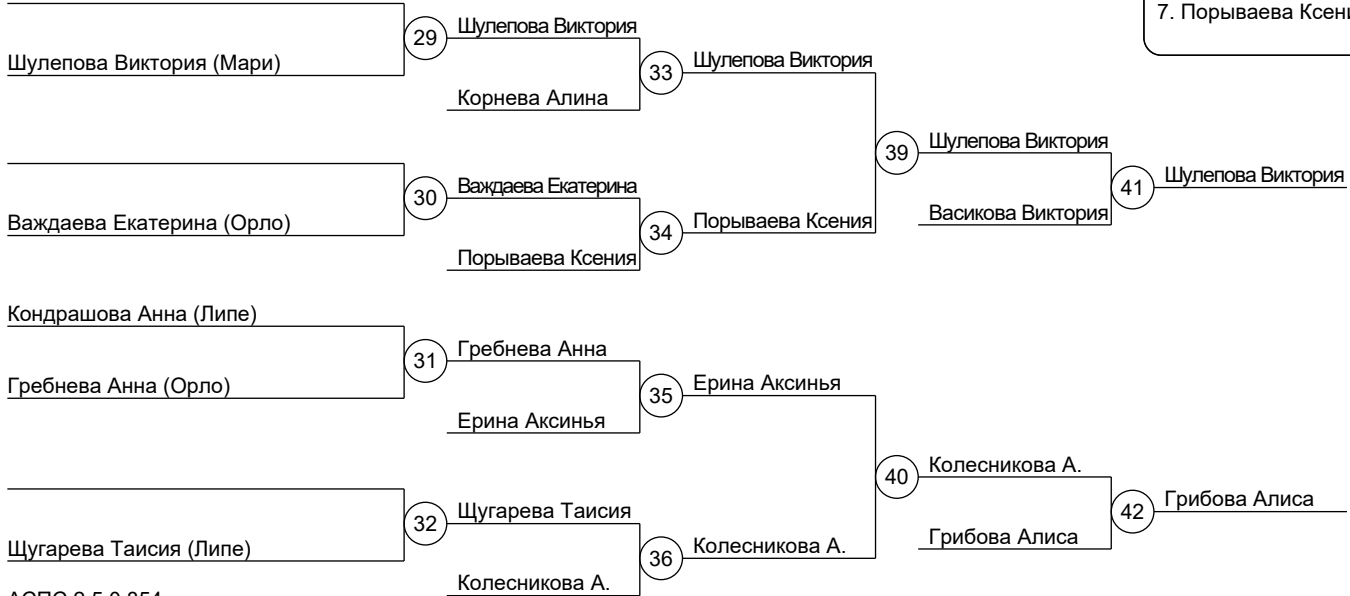 7. Порываева Ксени
29
Шулепова Виктория
Шулепова Виктория (Мари)
33
Шулепова Виктория
Корнева Алина
39
Шулепова Виктория
30
Важдаева Екатерина
41
Шулепова Виктория
Важдаева Екатерина (Орло)
34
Порываева Ксения
Васикова Виктория
Порываева Ксения
Кондрашова Анна (Липе)
31
Гребнева Анна
Гребнева Анна (Орло)
35
Ерина Аксинья
Ерина Аксинья
40
Колесникова А.
32
Щугарева Таисия
42
Грибова Алиса
Щугарева Таисия (Липе)
36
Колесникова А.
Грибова Алиса
Колесникова А.